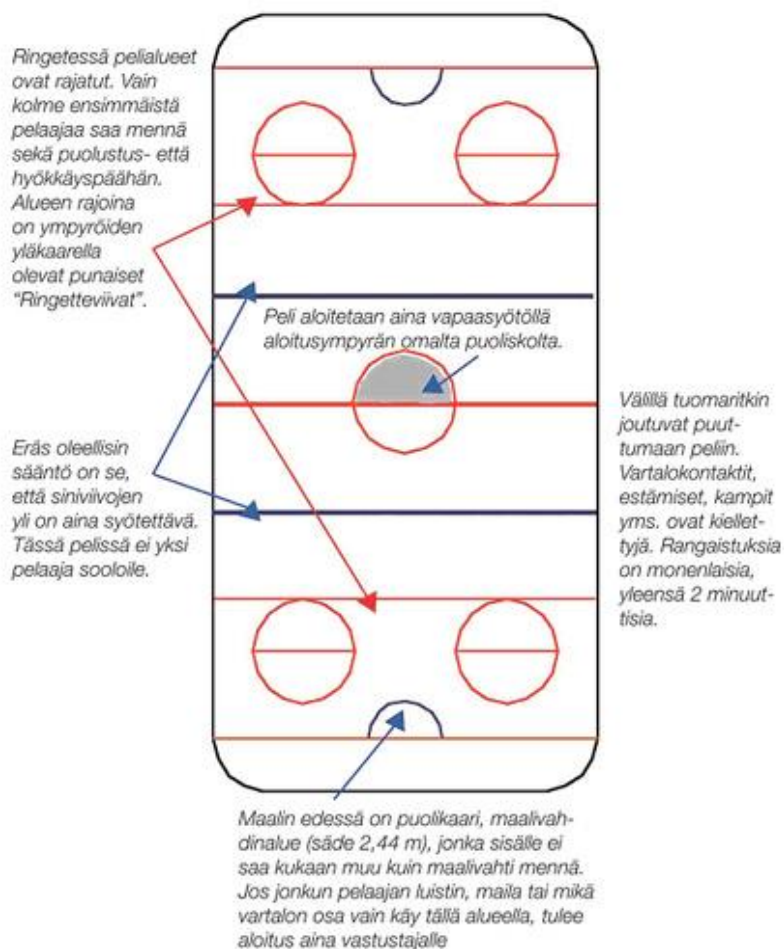 Ringetessä pelialueet
ovat rajatut. Vain
kolme ensimmäistä
pelaajaa saa mennä
sekä puolustus- että
hyökkäyspäähän.
Alueen rajoina
on ympyröiden
yläkaarella
olevat punaiset
“Ringetteviivat”.
Peli aloitetaan aina vapaasyötöllä
aloitusympyrän omalta puoliskolta.
Eräs oleellisin
sääntö on se,
että siniviivojen
yli on aina syötettävä.
Tässä pelissä ei yksi
pelaaja sooloile.
Välillä tuomaritkin
joutuvat puut-
tumaan peliin.
Vartalokontaktit,
estämiset, kampit
yms. ovat kiellet-
tyjä. Rangaistuksia
on monenlaisia,
yleensä 2 minuut-
tisia.
Maalin edessä on puolikaari, maalivah-
dinalue (säde 2,44 m), jonka sisälle ei
saa kukaan muu kuin maalivahti mennä.
Jos jonkun pelaajan luistin, maila tai mikä
vartalon osa vain käy tällä alueella, tulee
aloitus aina vastustajalle